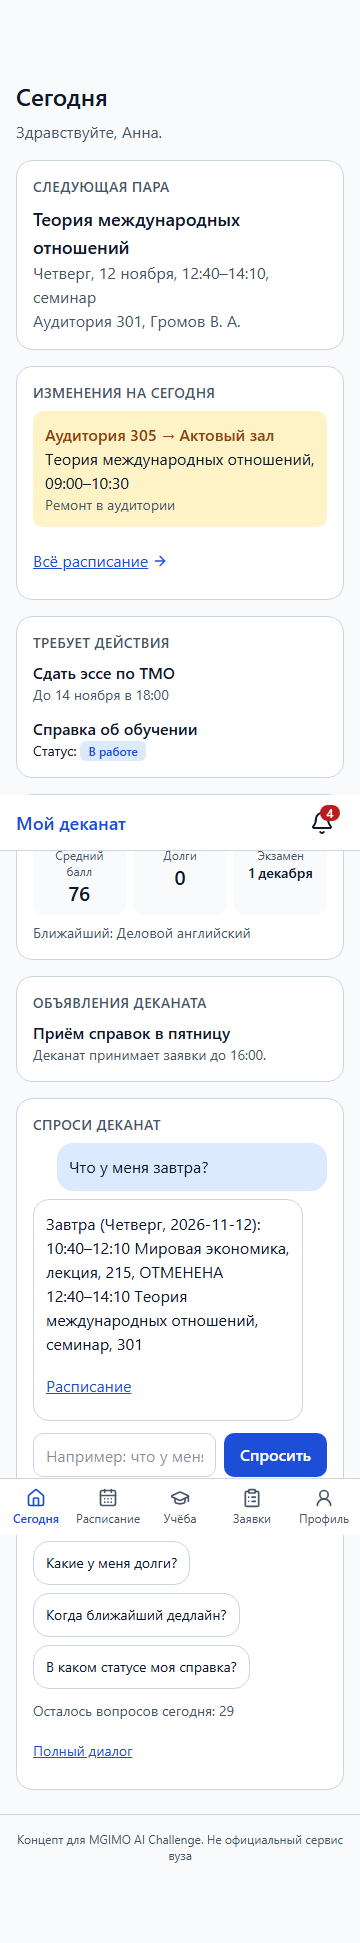 Сегодня
Здравствуйте, Анна.
СЛЕДУЮЩАЯ ПАРА
Теория международных
отношений
Четверг, 12 ноября, 12:40–14:10,
семинар
Аудитория 301, Громов В. А.
ИЗМЕНЕНИЯ НА СЕГОДНЯ
Аудитория 305 → Актовый зал
Теория международных отношений,
09:00–10:30
Ремонт в аудитории
Всё расписание →
ТРЕБУЕТ ДЕЙСТВИЯ
Сдать эссе по ТМО
До 14 ноября в 18:00
Справка об обучении
Статус: В работе
Мой деканат
4
Средний
балл
76
Долги
0
Экзамен
1 декабря
Ближайший: Деловой английский
ОБЪЯВЛЕНИЯ ДЕКАНАТА
Приём справок в пятницу
Деканат принимает заявки до 16:00.
СПРОСИ ДЕКАНАТ
Что у меня завтра?
Завтра (Четверг, 2026-11-12):
10:40–12:10 Мировая экономика,
лекция, 215, ОТМЕНЕНА
12:40–14:10 Теория
международных отношений,
семинар, 301
Расписание
Например: что у меня
Спросить
Сегодня
Расписание
Учёба
Заявки
Профиль
Какие у меня долги?
Когда ближайший дедлайн?
В каком статусе моя справка?
Осталось вопросов сегодня: 29
Полный диалог
Концепт для MGIMO AI Challenge. Не официальный сервис
вуза